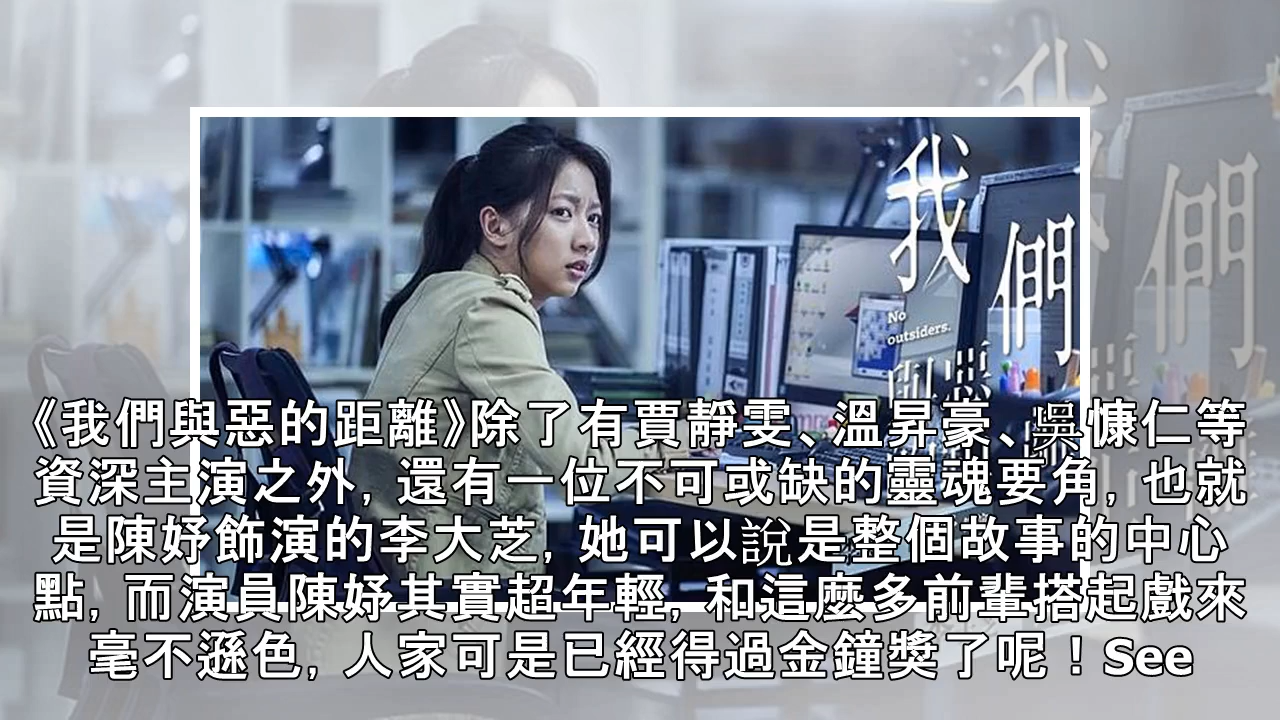 我們
No
outsiders.
《我們與惡的距離》除了有賈靜雯、溫昇豪、吳慷仁等
資深主演之外, 還有一位不可或缺的靈魂要角, 也就
是陳妤飾演的李大芝, 她可以說是整個故事的中心
點, 而演員陳妤其實超年輕, 和這麼多前輩搭起戲來
毫不遜色, 人家可是已經得過金鐘獎了呢！See